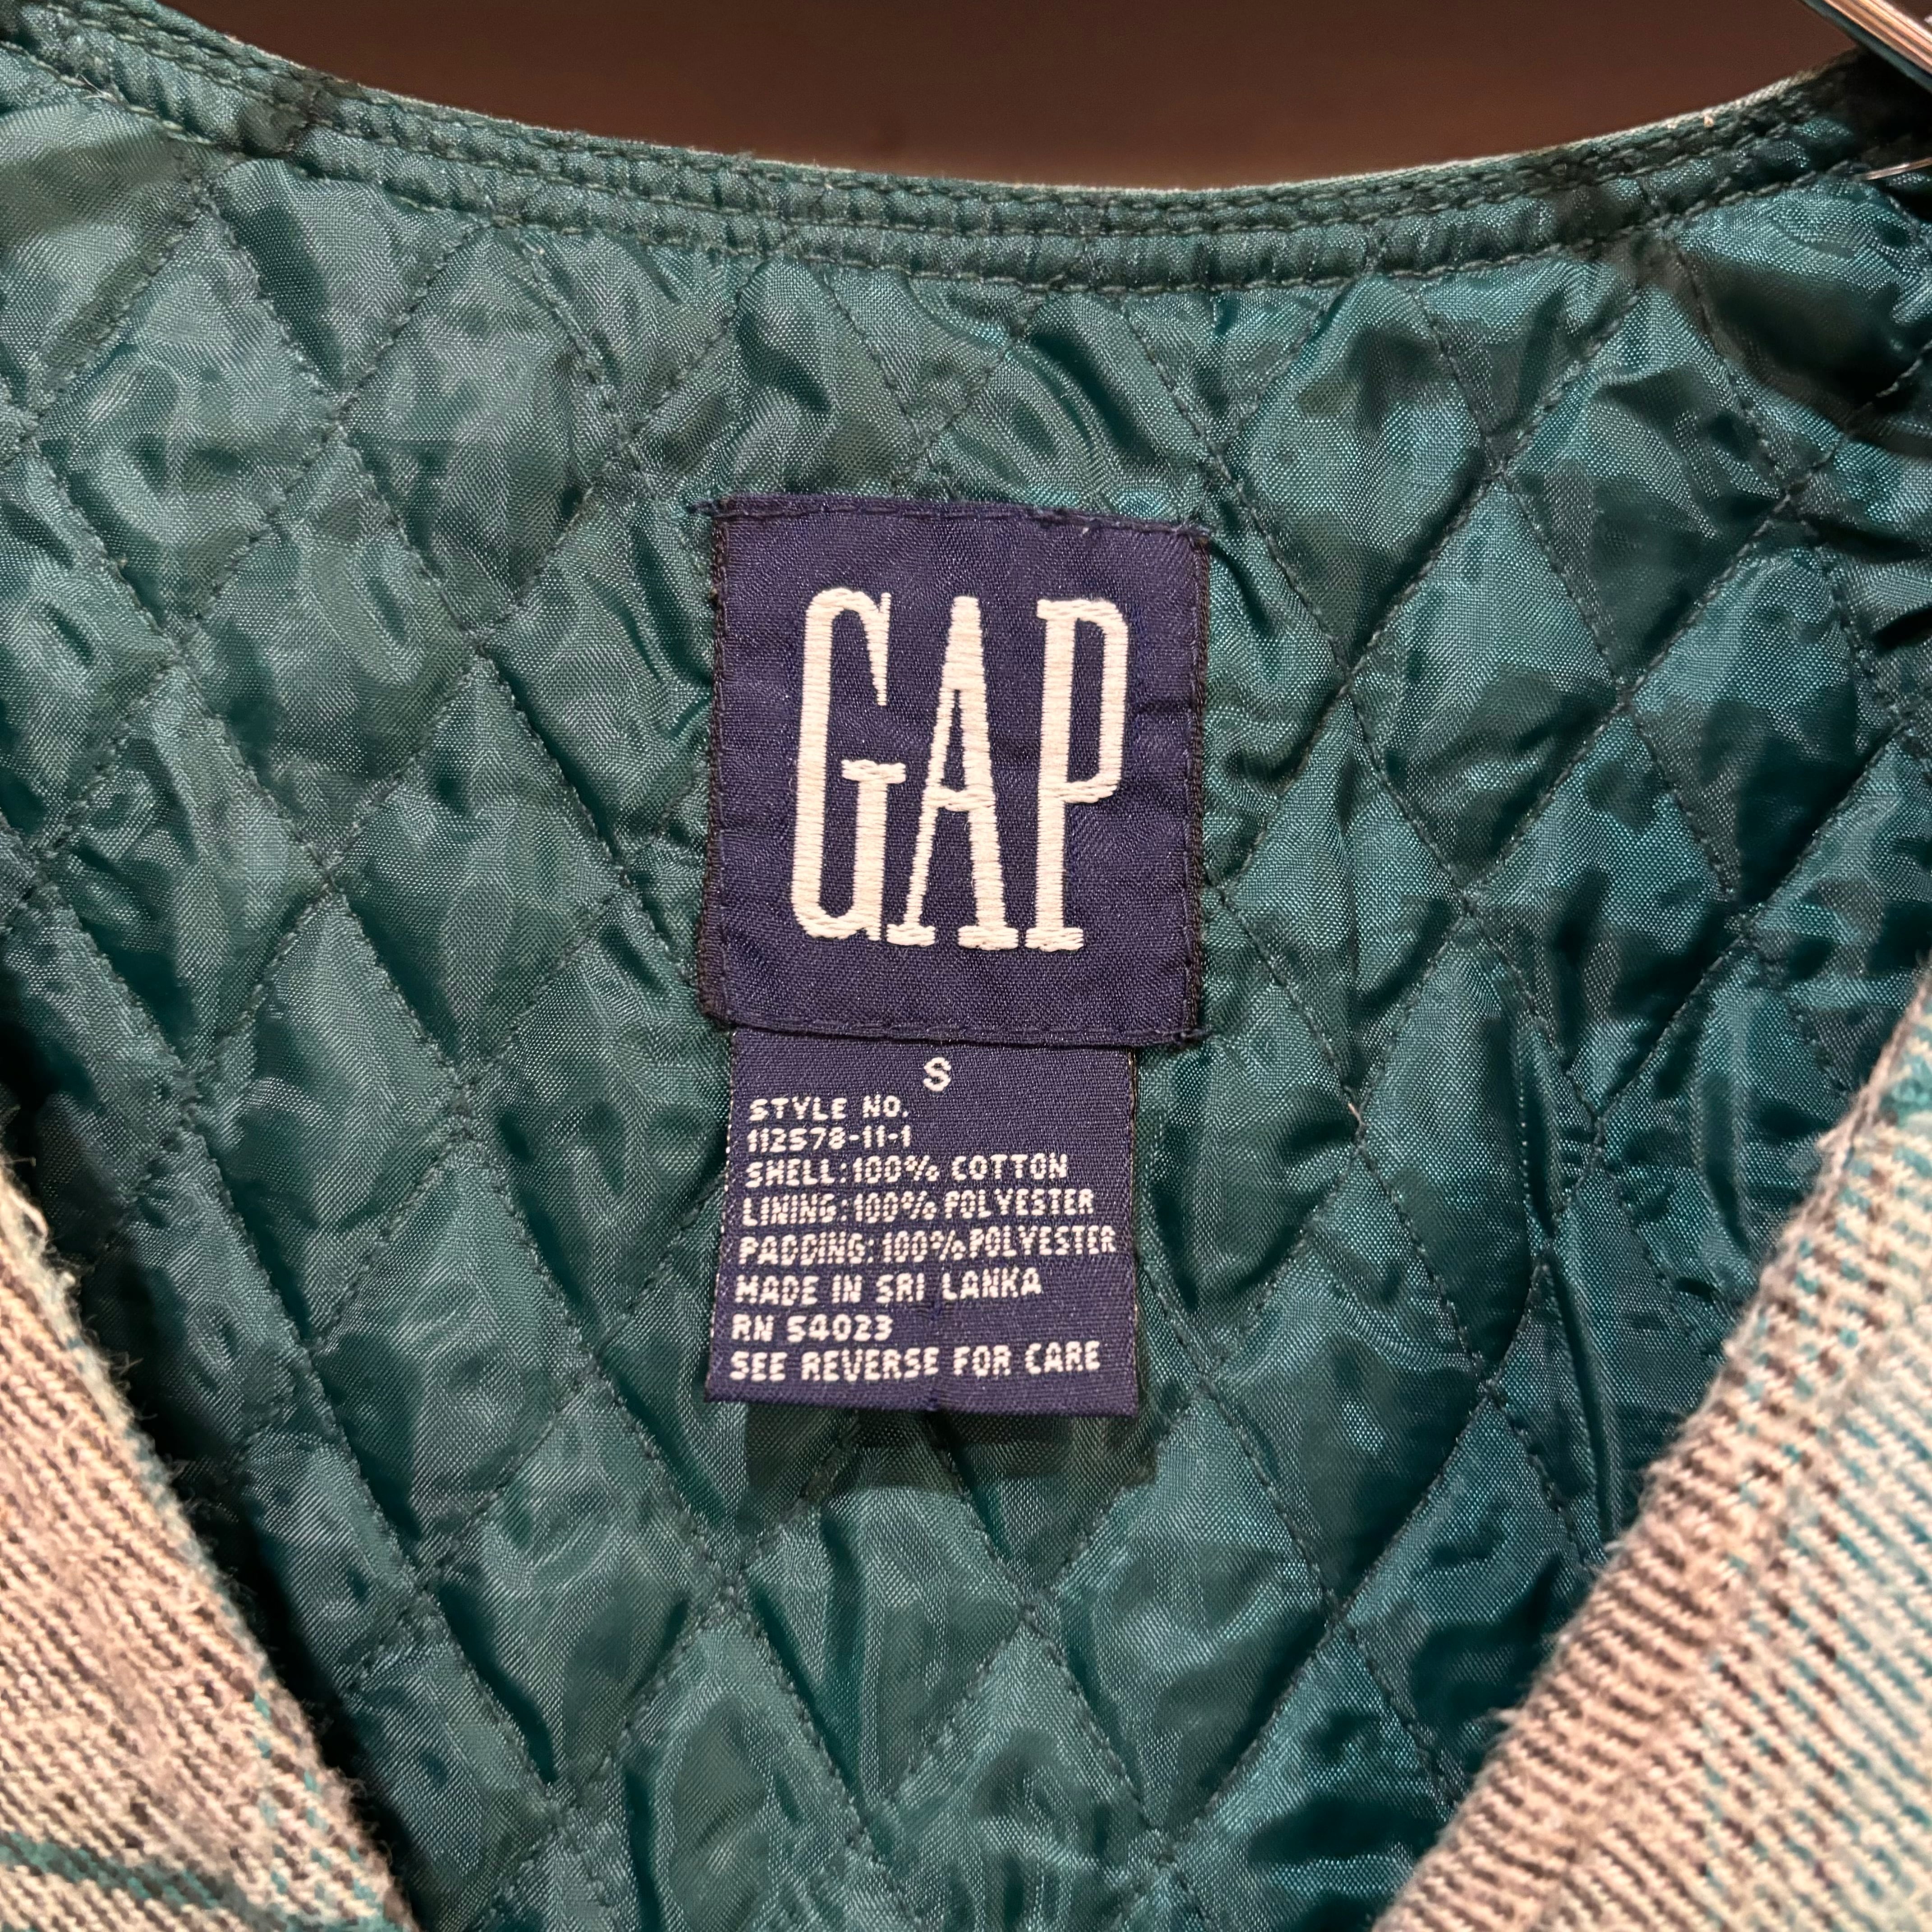 GAP
S
STYLE NO.
112578-11-1
SHELL:100% COTTON
LINING:100% POLYESTER
PADDING:100% POLYESTER
MADE IN SRI LANKA
RN 54023
SEE REVERSE FOR CARE